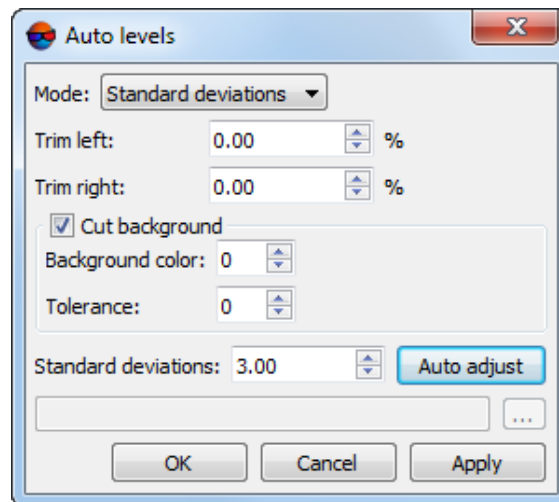 Auto levels
Mode: Standard deviations
Trim left: 0.00 %
Trim right: 0.00 %
Cut background
Background color: 0
Tolerance: 0
Standard deviations: 3.00 Auto adjust
...
OK Cancel Apply